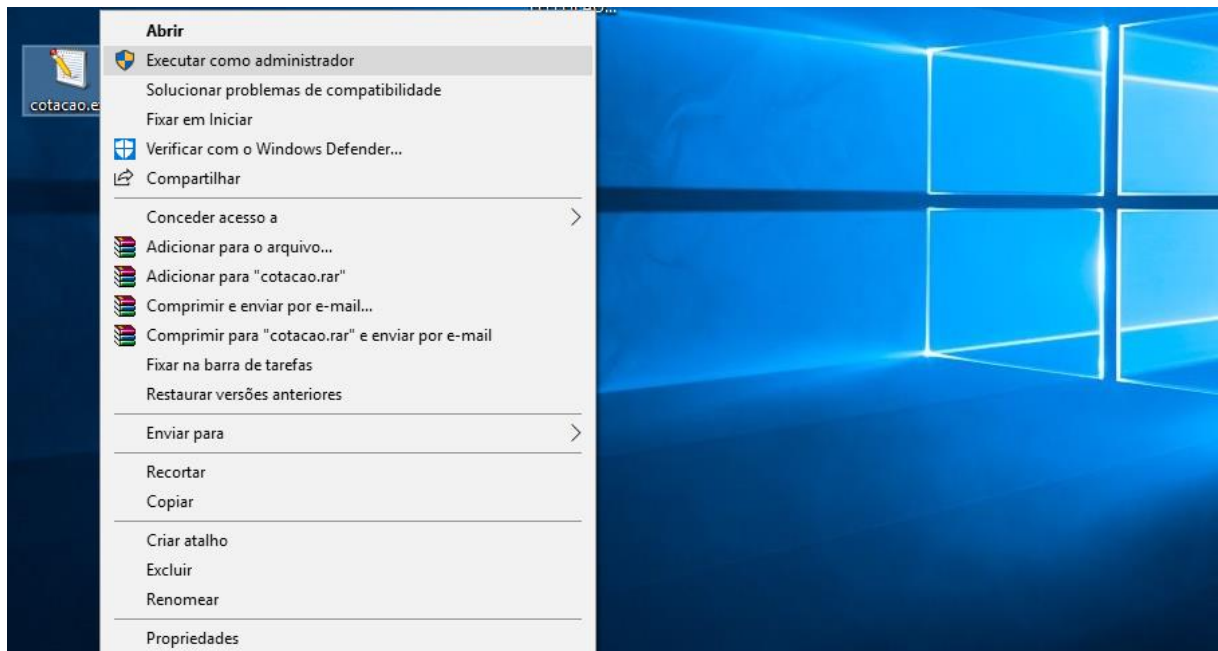 Abrir
Executar como administrador
cotacao.e
Solucionar problemas de compatibilidade
Fixar em Iniciar
Verificar com o Windows Defender...
Compartilhar
Conceder acesso a
Adicionar para o arquivo...
Adicionar para "cotacao.rar"
Comprimir e enviar por e-mail...
Comprimir para "cotacao.rar" e enviar por e-mail
Fixar na barra de tarefas
Restaurar versões anteriores
Enviar para
Recortar
Copiar
Criar atalho
Excluir
Renomear
Propriedades